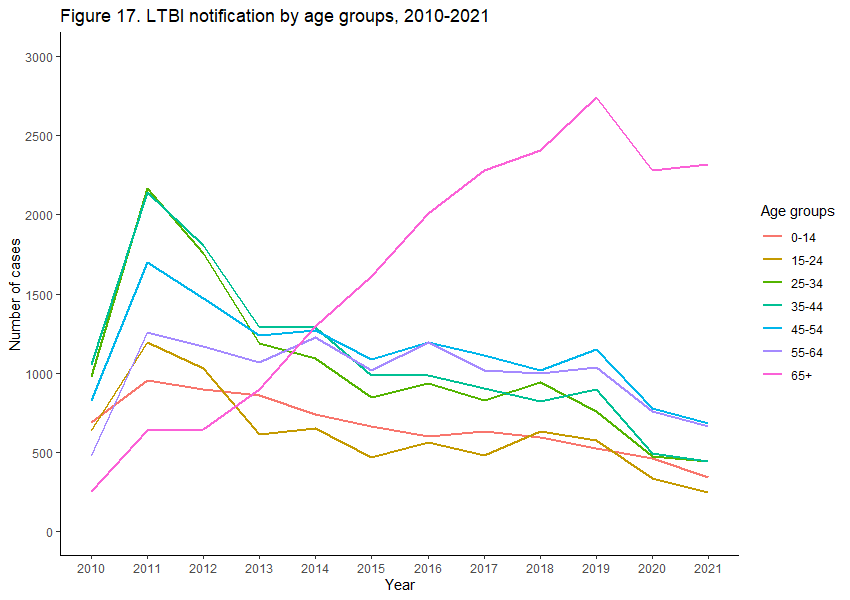 Figure 17. LTBI notification by age groups, 2010-2021
3000
2500
2000
1500
1000
500
0
Number of cases
2010 2011 2012 2013 2014 2015 2016 2017 2018 2019 2020 2021
Year
Age groups
0-14
15-24
25-34
35-44
45-54
55-64
65+